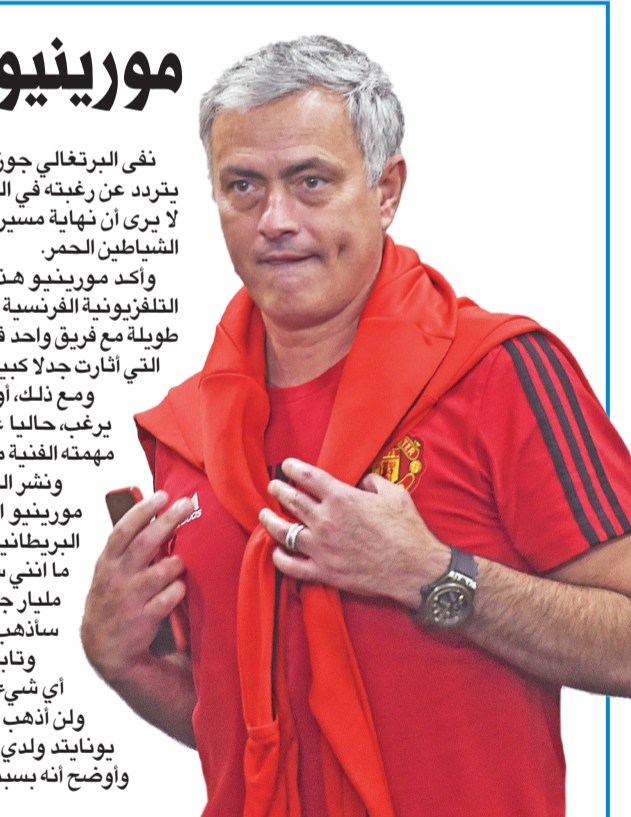 مورينيو
نفى البرتغالي جوز
يتردد عن رغبته في ال
لا يرى أن نهاية مسير
الشياطين الحمر.
وأكد مورينيو هذ
التلفزيونية الفرنسية
طويلة مع فريق واحد ق
التي أثارت جدلا كبي
ومع ذلك، أو
يرغب، حاليا ع
مهمته الفنية م
ونشر ال
مورينيو ا
البريطاني
ما انني س
مليار ج
سأذهب
وتاب
أي شيء
ولن أذهب
يونايتد ولدي
وأوضح أنه بسب